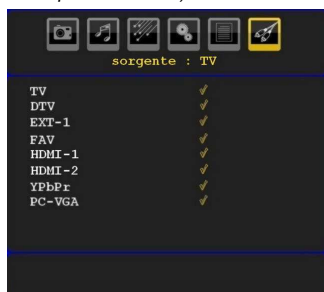 sorgente : TV
TV
DTV
EXT-1
FAV
HDMI-1
HDMI-2
YPbPr
PC-VGA